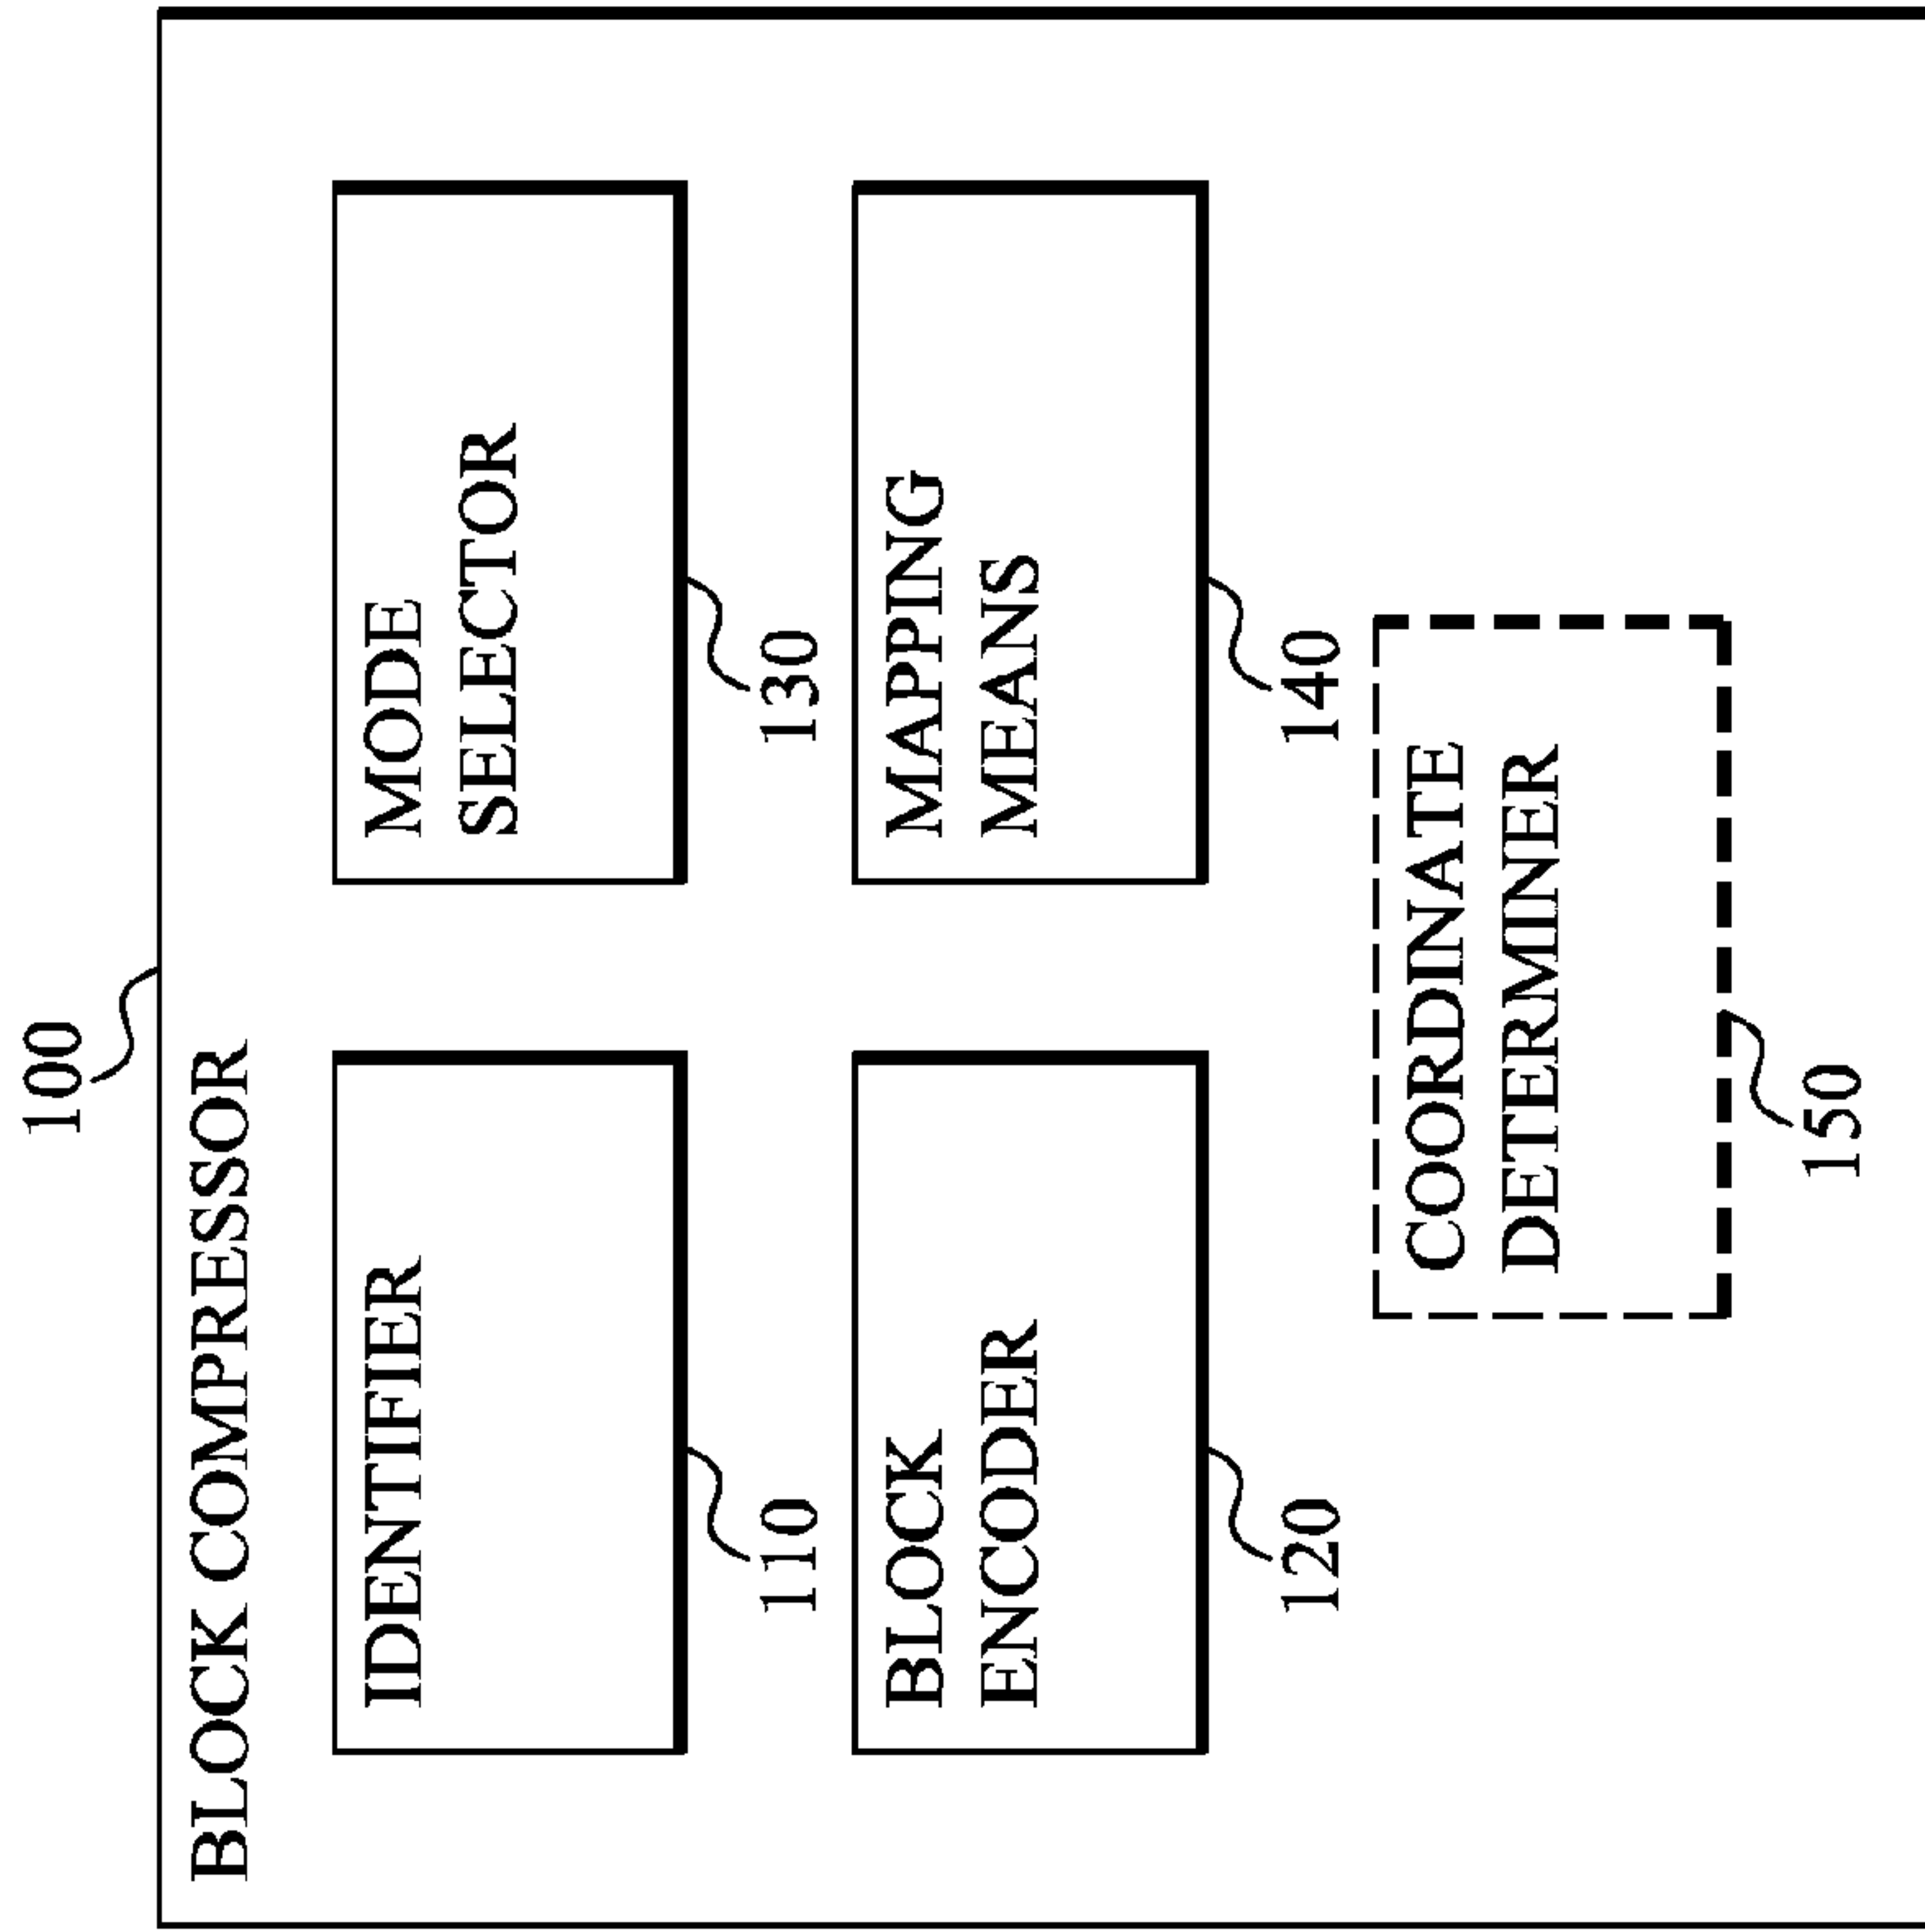 100
BLOCK COMPRESSOR
IDENTIFIER
110
MODE
SELECTOR
130
BLOCK
ENCODER
120
MAPPING
MEANS
140
COORDINATE
DETERMINER
150